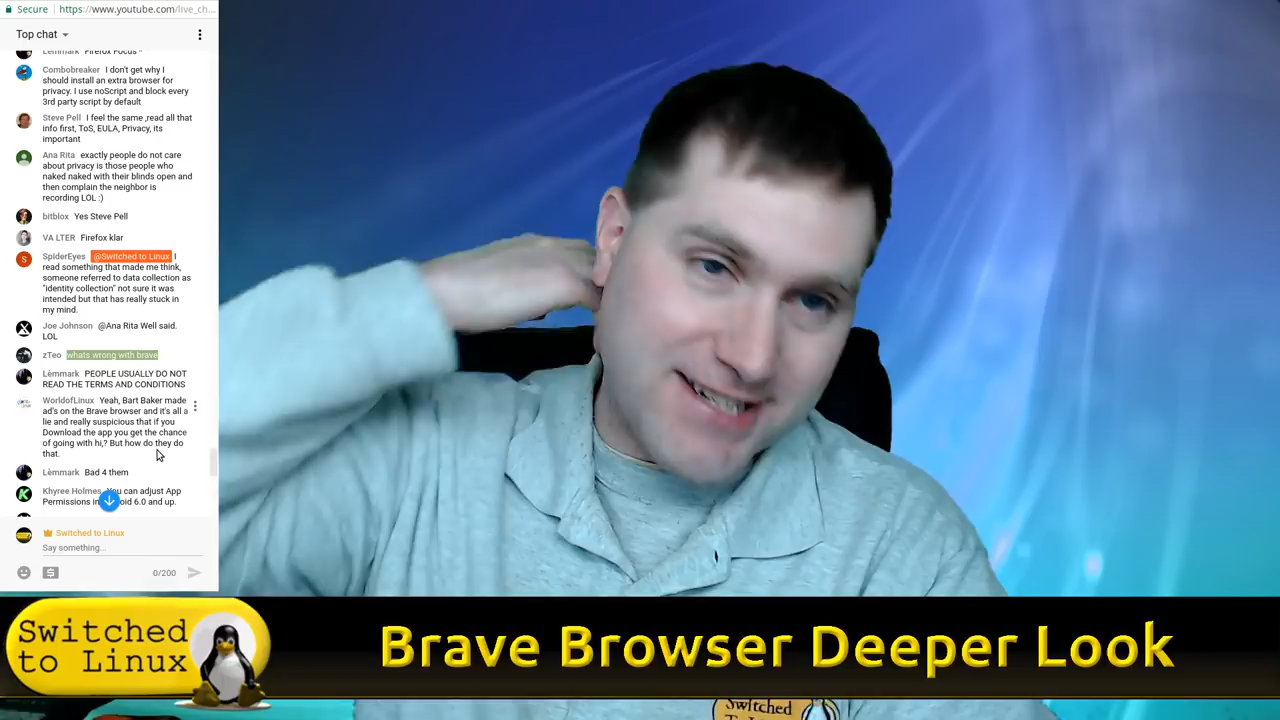 Secure https://www.youtube.com/live_ch...
Top chat
Lèmmark Firefox Focus
Combobreaker I don't get why I
should install an extra browser for
privacy. I use noScript and block every
3rd party script by default
Steve Pell I feel the same ,read all that
info first, ToS, EULA, Privacy, its
important
Ana Rita exactly people do not care
about privacy is those people who
naked naked with their blinds open and
then complain the neighbor is
recording LOL :)
bitblox Yes Steve Pell
VA LTER Firefox klar
SpiderEyes @Switched to Linux I
read something that made me think,
someone referred to data collection as
"identity collection" not sure it was
intended but that has really stuck in
my mind.
Joe Johnson @Ana Rita Well said.
LOL
zTeo whats wrong with brave
Lèmmark PEOPLE USUALLY DO NOT
READ THE TERMS AND CONDITIONS
WorldofLinux Yeah, Bart Baker made
ad's on the Brave browser and it's all a
lie and really suspicious that if you
Download the app you get the chance
of going with hi,? But how do they do
that.
Lèmmark Bad 4 them
Khyree Holmes You can adjust App
Permissions in oid 6.0 and up.
S
K
Switched to Linux
Say something...
0/200
Switched
to Linux
Brave Browser Deeper Look
Switched